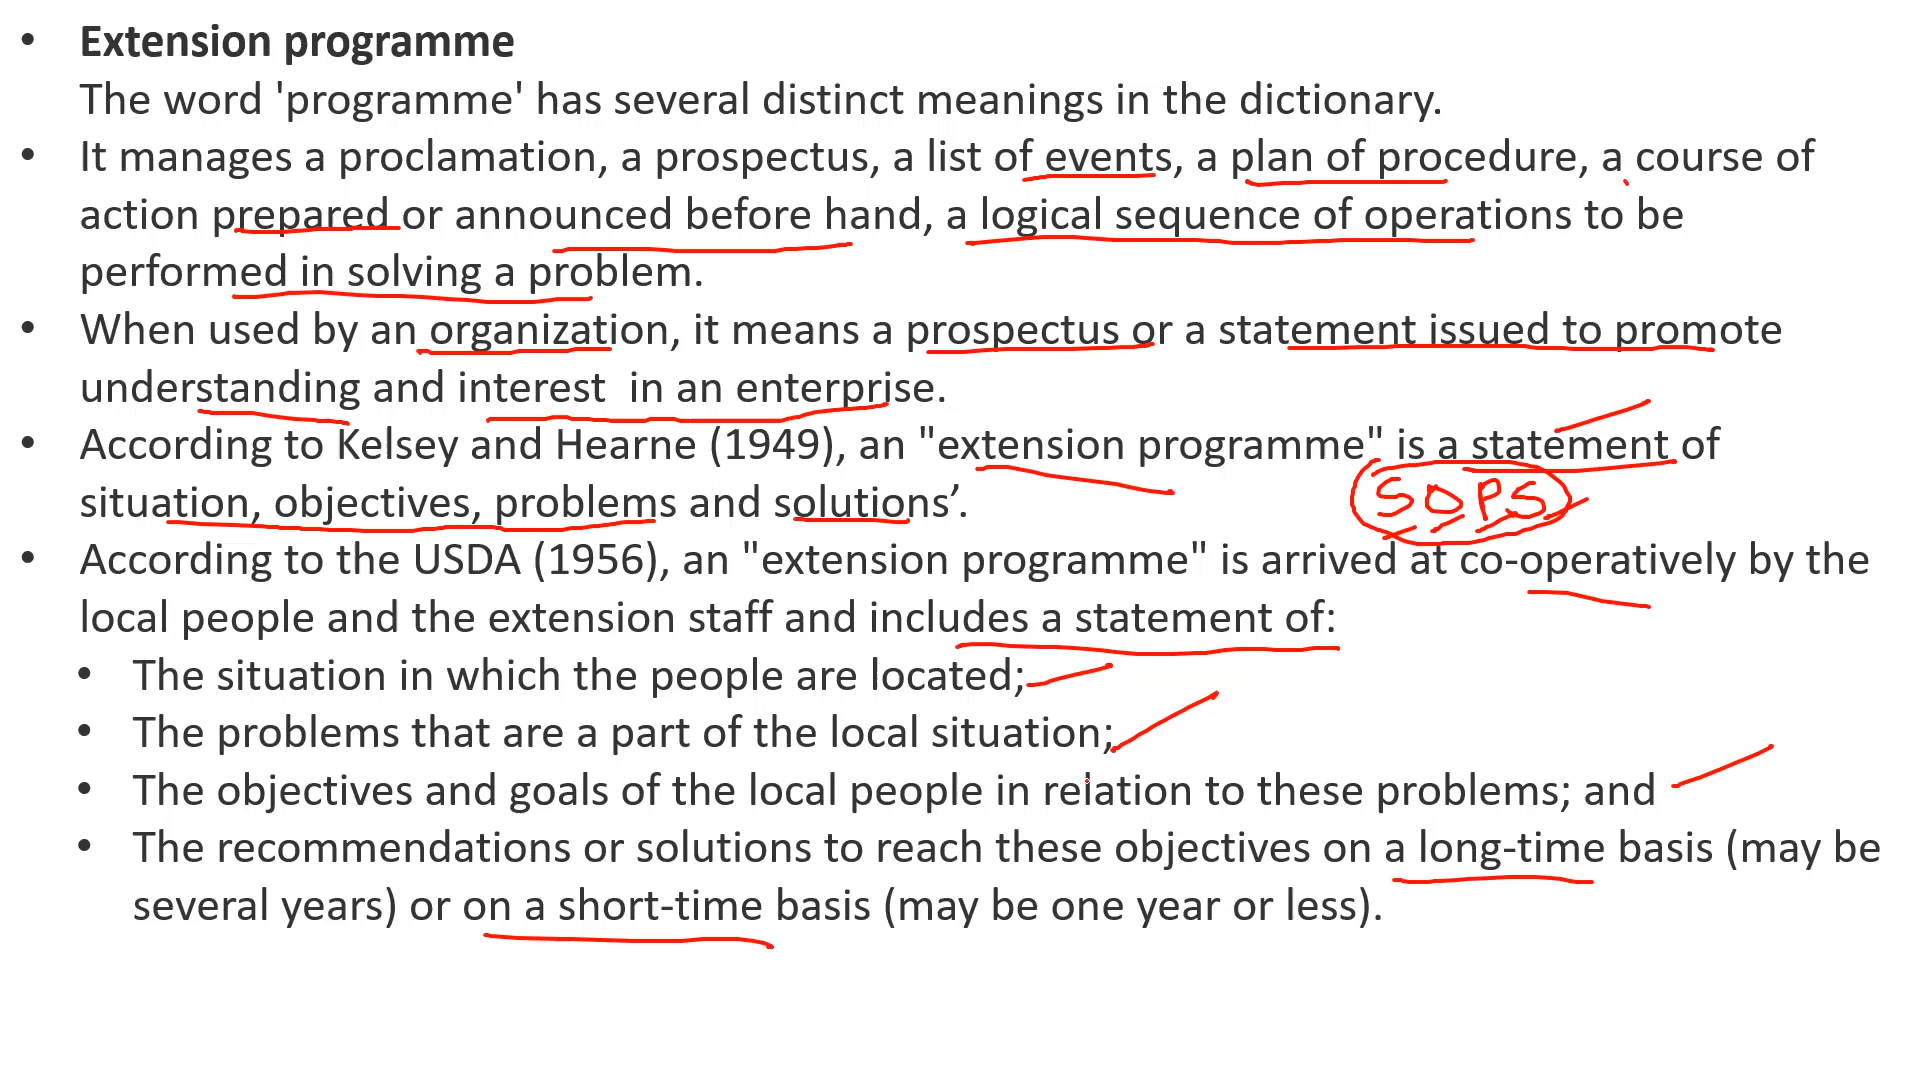 • Extension programme
The word 'programme' has several distinct meanings in the dictionary.
• It manages a proclamation, a prospectus, a list of events, a plan of procedure, a course of
action prepared or announced before hand, a logical sequence of operations to be
performed in solving a problem.
• When used by an organization, it means a prospectus or a statement issued to promote
understanding and interest in an enterprise.
• According to Kelsey and Hearne (1949), an "extension programme" is a statement of
situation, objectives, problems and solutions’.
SOPS
• According to the USDA (1956), an "extension programme" is arrived at co-operatively by the
local people and the extension staff and includes a statement of:
• The situation in which the people are located;
• The problems that are a part of the local situation;
• The objectives and goals of the local people in relation to these problems; and
• The recommendations or solutions to reach these objectives on a long-time basis (may be
several years) or on a short-time basis (may be one year or less).